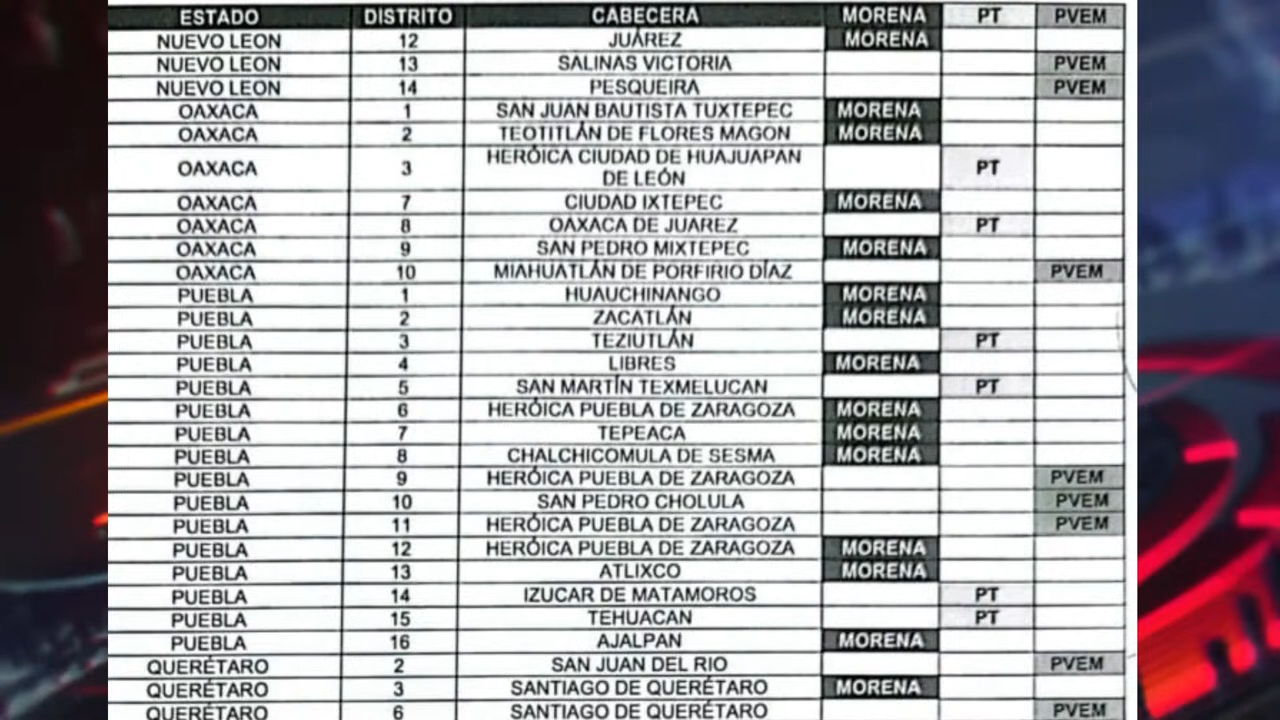 ESTADO DISTRITO CABECERA MORENA PT PVEM
NUEVO LEON 12 JUÁREZ MORENA
NUEVO LEON 13 SALINAS VICTORIA PVEM
NUEVO LEON 14 PESQUEIRA PVEM
OAXACA 1 SAN JUAN BAUTISTA TUXTEPEC MORENA
OAXACA 2 TEOTITLÁN DE FLORES MAGON MORENA
OAXACA 3 HERÓICA CIUDAD DE HUAJUAPAN
DE LEÓN PT
OAXACA 7 CIUDAD IXTEPEC MORENA
OAXACA 8 OAXACA DE JUAREZ PT
OAXACA 9 SAN PEDRO MIXTEPEC MORENA
OAXACA 10 MIAHUATLÁN DE PORFIRIO DÍAZ PVEM
PUEBLA 1 HUAUCHINANGO MORENA
PUEBLA 2 ZACATLÁN MORENA
PUEBLA 3 TEZIUTLÁN PT
PUEBLA 4 LIBRES MORENA
PUEBLA 5 SAN MARTÍN TEXMELUCAN PT
PUEBLA 6 HERÓICA PUEBLA DE ZARAGOZA MORENA
PUEBLA 7 TEPEACA MORENA
PUEBLA 8 CHALCHICOMULA DE SESMA MORENA
PUEBLA 9 HERÓICA PUEBLA DE ZARAGOZA PVEM
PUEBLA 10 SAN PEDRO CHOLULA PVEM
PUEBLA 11 HERÓICA PUEBLA DE ZARAGOZA PVEM
PUEBLA 12 HERÓICA PUEBLA DE ZARAGOZA MORENA
PUEBLA 13 ATLIXCO MORENA
PUEBLA 14 IZUCAR DE MATAMOROS PT
PUEBLA 15 TEHUACAN PT
PUEBLA 16 AJALPAN MORENA
QUERÉTARO 2 SAN JUAN DEL RIO PVEM
QUERÉTARO 3 SANTIAGO DE QUERÉTARO MORENA
QUERÉTARO 6 SANTIAGO DE QUERÉTARO PVEM